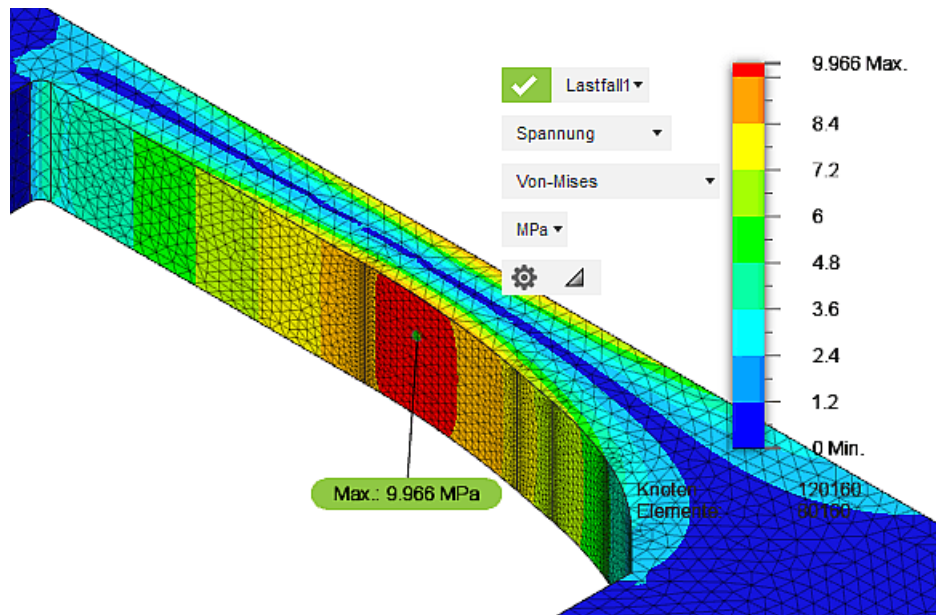 Lastfall1
Spannung
Von-Mises
MPa
9.966 Max.
8.4
7.2
6
4.8
3.6
2.4
1.2
0 Min.
Max.: 9.966 MPa
Knoten 120160
Elemente